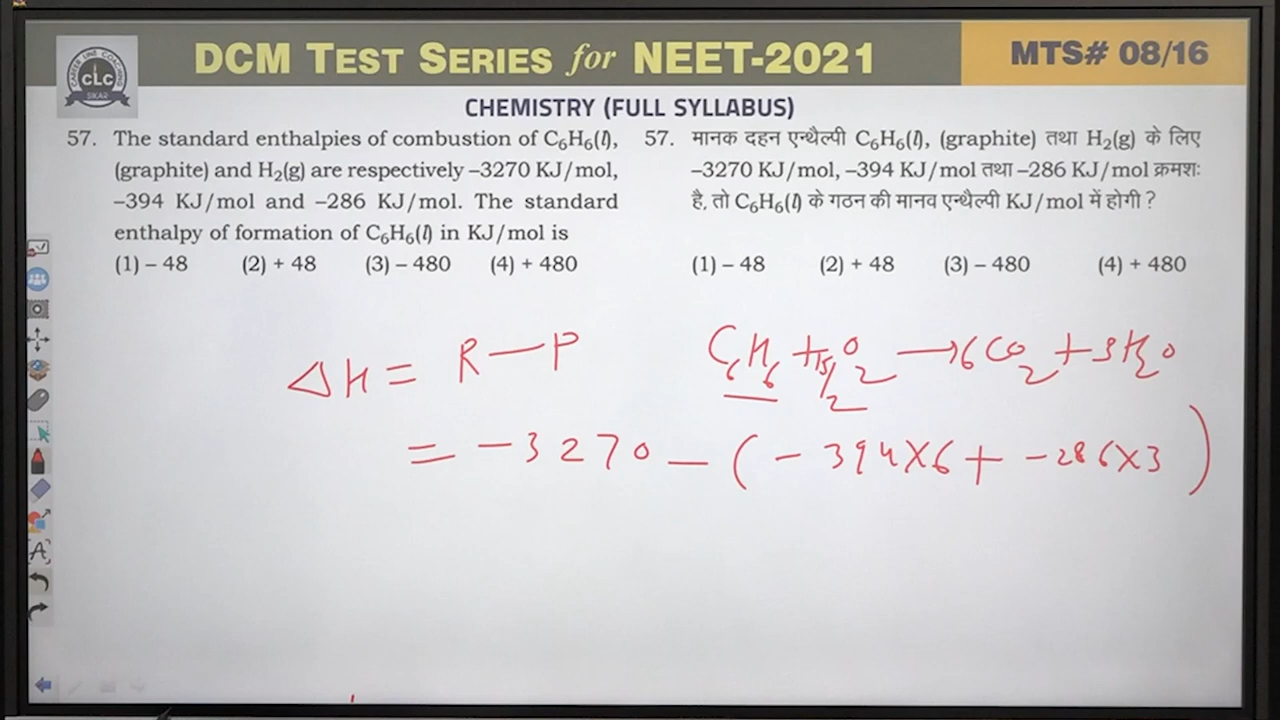 DCM TEST SERIES for NEET-2021
MTS# 08/16
CAREER LINE COACHING
CLC
SIKAR
CHEMISTRY (FULL SYLLABUS)
57. The standard enthalpies of combustion of C₆H₆(l),
(graphite) and H₂(g) are respectively –3270 KJ/mol,
–394 KJ/mol and –286 KJ/mol. The standard
enthalpy of formation of C₆H₆(l) in KJ/mol is
(1) – 48 (2) + 48 (3) – 480 (4) + 480
57. मानक दहन एन्थैल्पी C₆H₆(l), (graphite) तथा H₂(g) के लिए
–3270 KJ/mol, –394 KJ/mol तथा –286 KJ/mol क्रमशः
है, तो C₆H₆(l) के गठन की मानव एन्थैल्पी KJ/mol में होगी ?
(1) – 48 (2) + 48 (3) – 480 (4) + 480
ΔH = R — P
C₆H₆ + 15/2 O₂ → 6CO₂ + 3H₂O
= – 3270 – ( – 394 × 6 + – 286 × 3 )